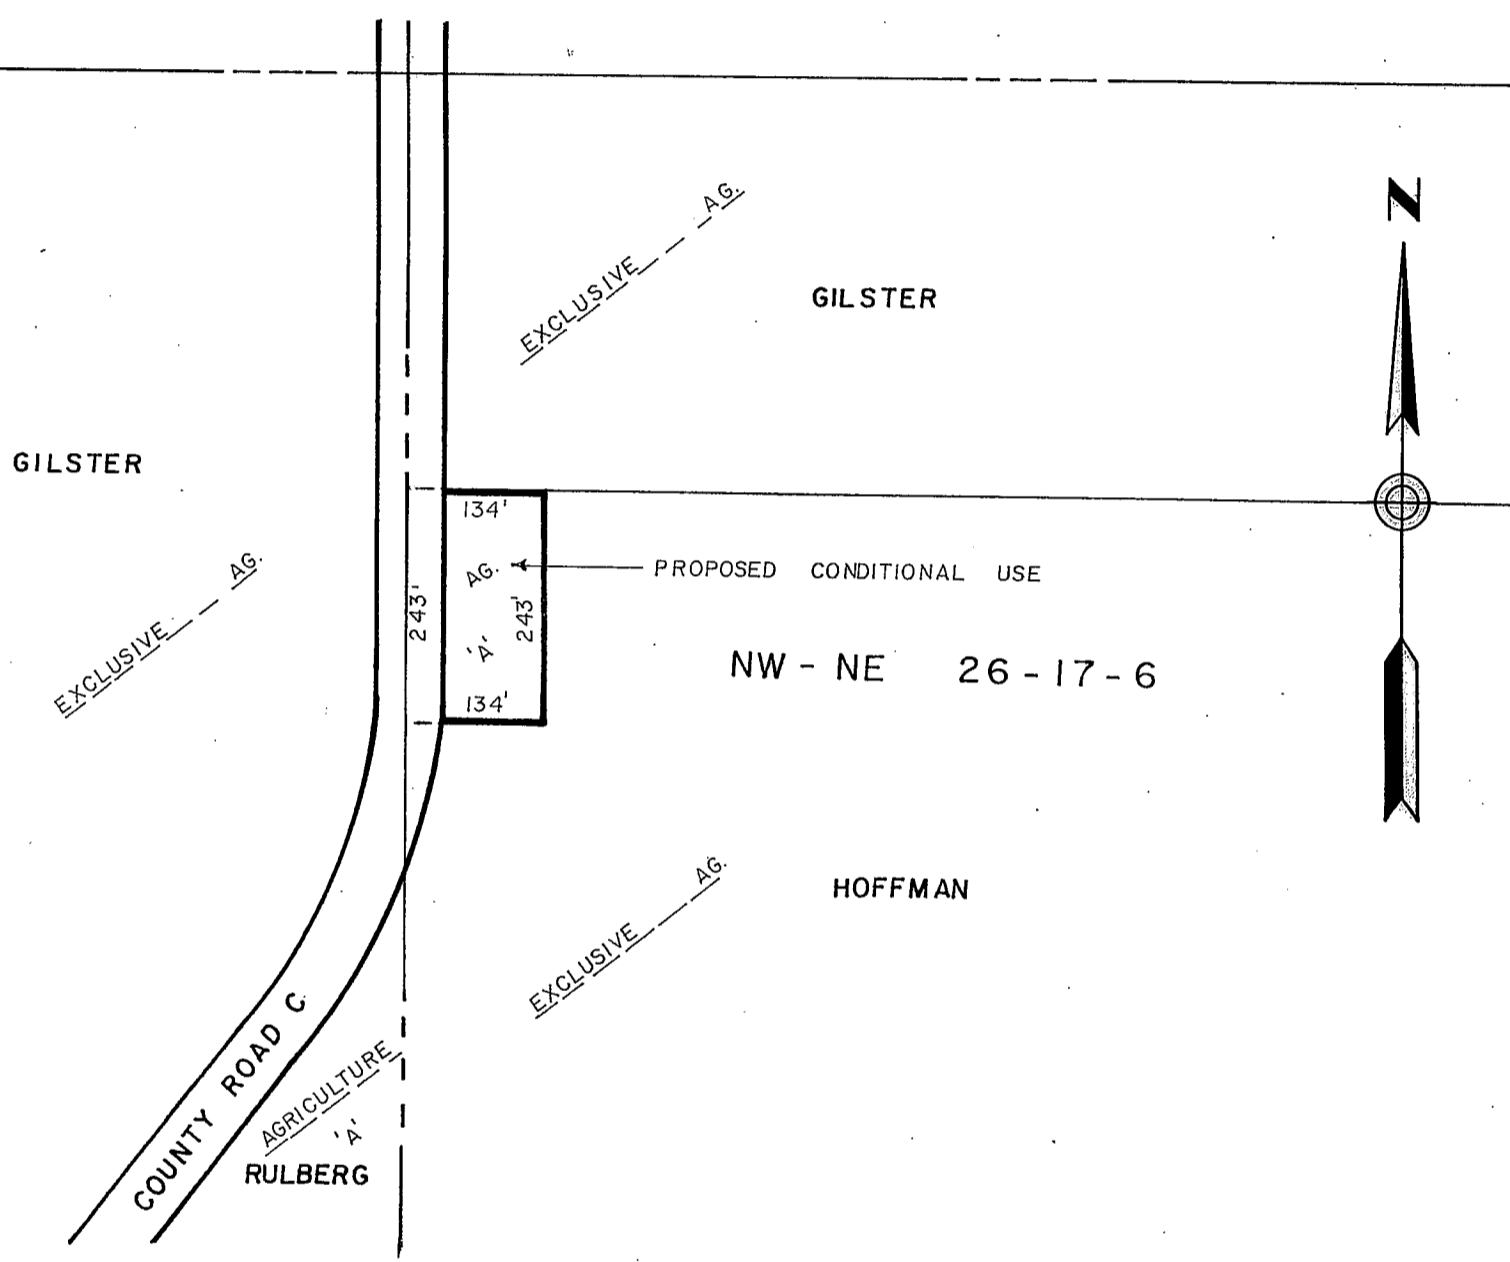 N
EXCLUSIVE AG.
GILSTER
GILSTER
134'
AG.
PROPOSED CONDITIONAL USE
EXCLUSIVE AG.
243'
243'
'A'
NW - NE 26 - 17 - 6
134'
EXCLUSIVE AG.
HOFFMAN
COUNTY ROAD C
AGRICULTURE
'A'
RULBERG